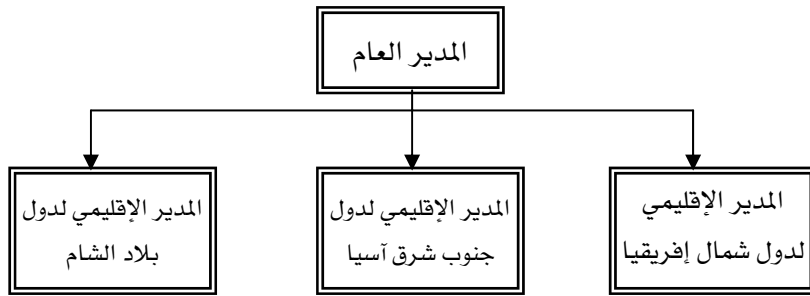 المدير العام
المدير الإقليمي
لدول شمال إفريقيا
المدير الإقليمي لدول
جنوب شرق آسيا
المدير الإقليمي لدول
بلاد الشام